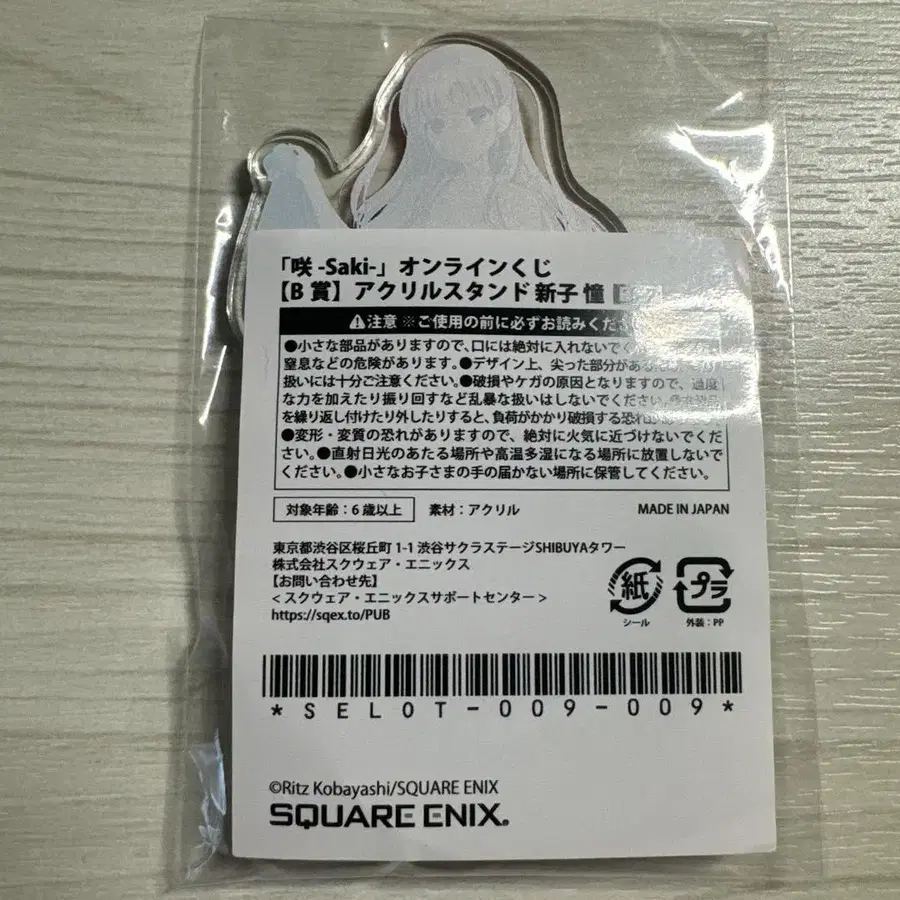 「咲 -Saki-」オンラインくじ
【B 賞】アクリルスタンド 新子 憧
⚠注意 ※ご使用の前に必ずお読みくだ
●小さな部品がありますので、口には絶対に入れないでく
窒息などの危険があります。●デザイン上、尖った部分があ
扱いには十分ご注意ください。●破損やケガの原因となりますので、過度
な力を加えたり振り回すなど乱暴な扱いはしないでください。
を繰り返し付けたり外したりすると、負荷がかかり破損する恐れ
●変形・変質の恐れがありますので、絶対に火気に近づけないでくだ
さい。●直射日光のあたる場所や高温多湿になる場所に放置しないで
ください。●小さなお子さまの手の届かない場所に保管してください。
対象年齢:6 歳以上 素材:アクリル MADE IN JAPAN
東京都渋谷区桜丘町 1-1 渋谷サクラステージSHIBUYAタワー
株式会社スクウェア・エニックス
【お問い合わせ先】
< スクウェア・エニックスサポートセンター >
https://sqex.to/PUB
紙 プラ
シール 外装:PP
*SELOT-009-009*
©Ritz Kobayashi/SQUARE ENIX
SQUARE ENIX.